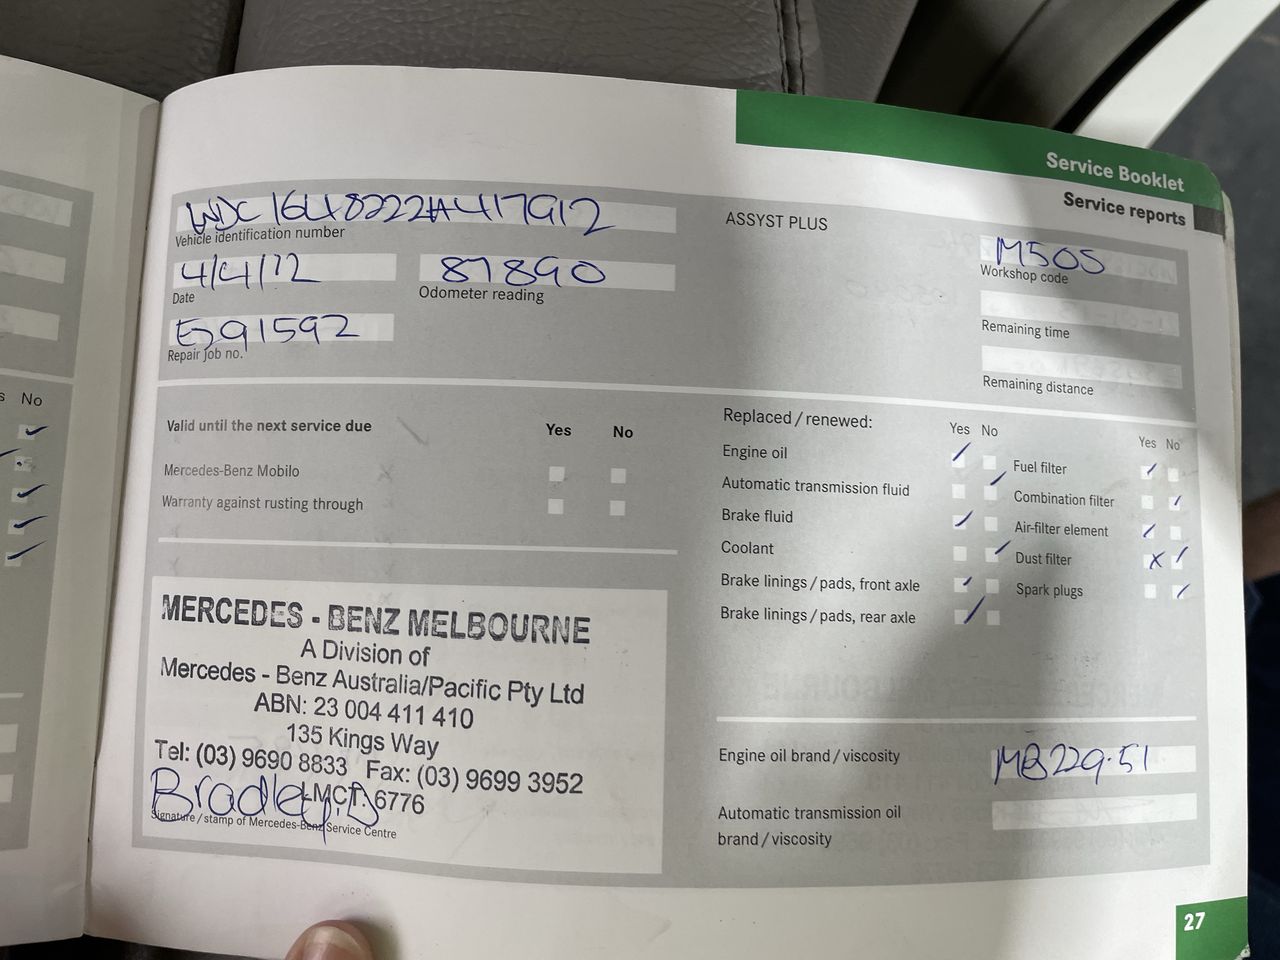 s No
Service Booklet
Service reports
WDC1648222A417912
Vehicle identification number
ASSYST PLUS
M505
Workshop code
4/4/12
Date
87890
Odometer reading
Remaining time
E291592
Repair job no.
Remaining distance
Valid until the next service due
Yes No
Mercedes-Benz Mobilo
Warranty against rusting through
Replaced / renewed:
Yes No
Engine oil
Automatic transmission fluid
Brake fluid
Coolant
Brake linings / pads, front axle
Brake linings / pads, rear axle
Yes No
Fuel filter
Combination filter
Air-filter element
Dust filter
Spark plugs
MERCEDES - BENZ MELBOURNE
A Division of
Mercedes - Benz Australia/Pacific Pty Ltd
ABN: 23 004 411 410
135 Kings Way
Tel: (03) 9690 8833 Fax: (03) 9699 3952
LMCT: 6776
Signature / stamp of Mercedes-Benz Service Centre
Engine oil brand / viscosity
MB229.51
Automatic transmission oil
brand / viscosity
27